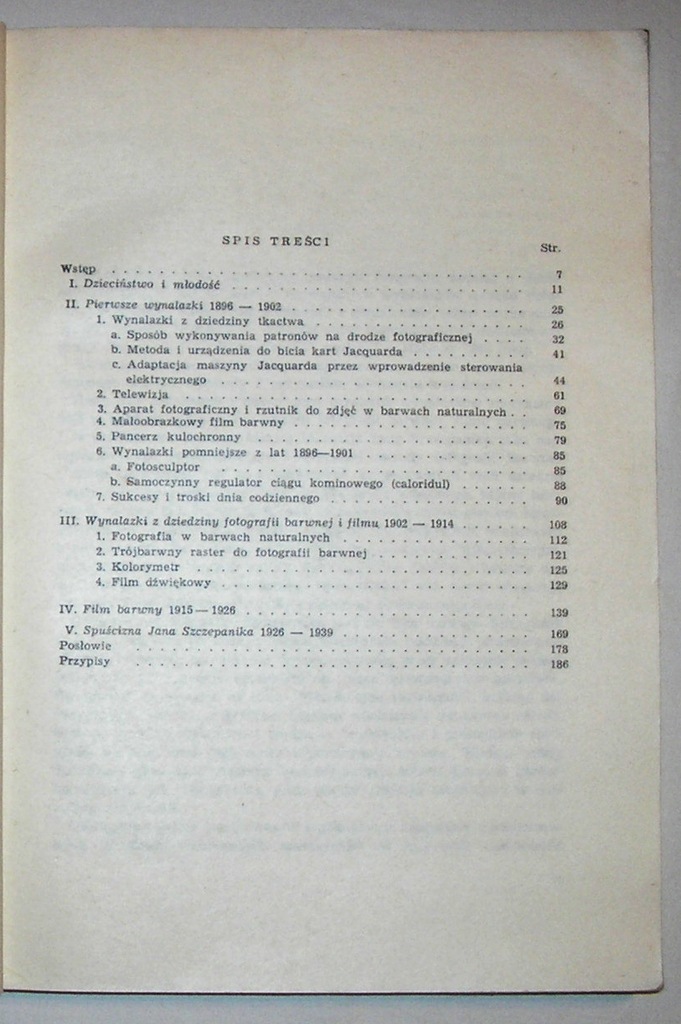 SPIS TREŚCI
Str.
Wstęp . . . . . . . . . . . . . . . . . . . . . . . . . . . . . 7
I. Dzieciństwo i młodość . . . . . . . . . . . . . . . . . . . . . 11
II. Pierwsze wynalazki 1896 — 1902 . . . . . . . . . . . . . . . . . 25
1. Wynalazki z dziedziny tkactwa . . . . . . . . . . . . . . . 26
a. Sposób wykonywania patronów na drodze fotograficznej . . . . 32
b. Metoda i urządzenia do bicia kart Jacquarda . . . . . . . . 41
c. Adaptacja maszyny Jacquarda przez wprowadzenie sterowania
elektrycznego . . . . . . . . . . . . . . . . . . . . . . 44
2. Telewizja . . . . . . . . . . . . . . . . . . . . . . . . . 61
3. Aparat fotograficzny i rzutnik do zdjęć w barwach naturalnych . . 69
4. Małoobrazkowy film barwny . . . . . . . . . . . . . . . . . 75
5. Pancerz kulochronny . . . . . . . . . . . . . . . . . . . 79
6. Wynalazki pomniejsze z lat 1896—1901 . . . . . . . . . . . . 85
a. Fotosculptor . . . . . . . . . . . . . . . . . . . . . . 85
b. Samoczynny regulator ciągu kominowego (caloridul) . . . . . 88
7. Sukcesy i troski dnia codziennego . . . . . . . . . . . . . . 90
III. Wynalazki z dziedziny fotografii barwnej i filmu 1902 — 1914 . . . . . . 108
1. Fotografia w barwach naturalnych . . . . . . . . . . . . . . 112
2. Trójbarwny raster do fotografii barwnej . . . . . . . . . . . 121
3. Kolorymetr . . . . . . . . . . . . . . . . . . . . . . . . 125
4. Film dźwiękowy . . . . . . . . . . . . . . . . . . . . . . 129
IV. Film barwny 1915 — 1926 . . . . . . . . . . . . . . . . . . . . 139
V. Spuścizna Jana Szczepanika 1926 — 1939 . . . . . . . . . . . . . 169
Posłowie . . . . . . . . . . . . . . . . . . . . . . . . . . . 178
Przypisy . . . . . . . . . . . . . . . . . . . . . . . . . . . 186